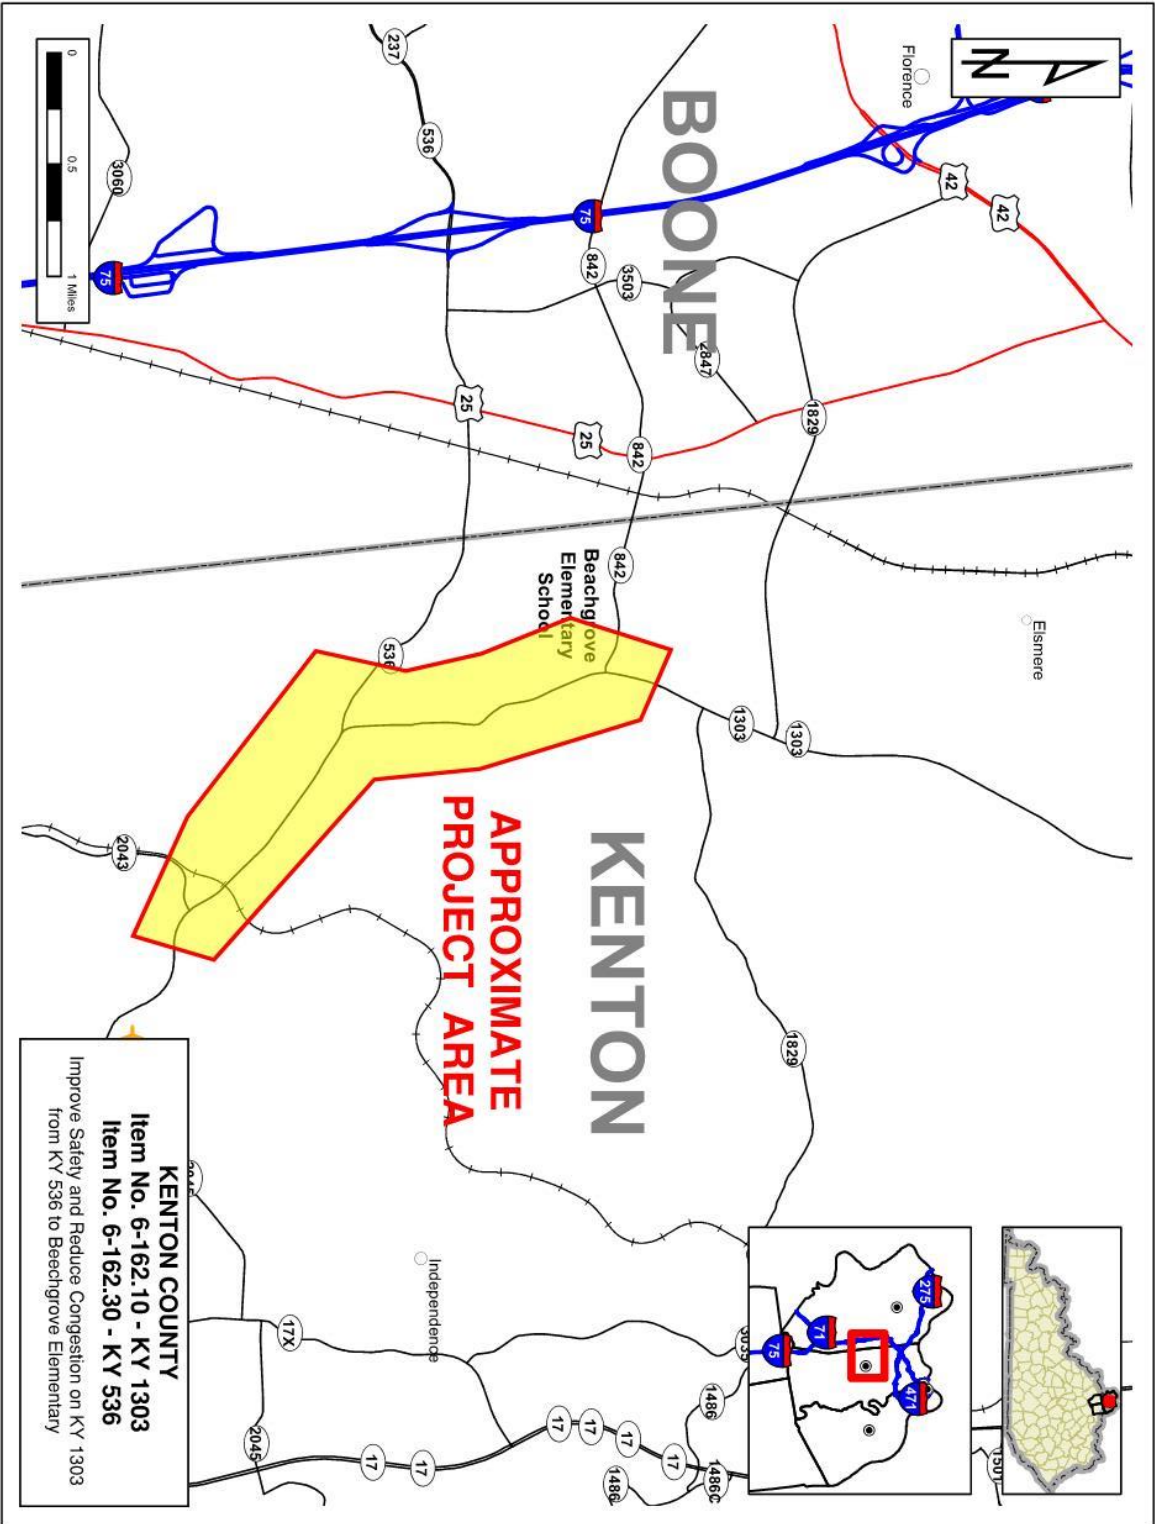 N
42
42
Florence
Elsmere
BOONE
1829
1303
1303
1829
2847
3503
842
842
842
75
25
Beachgrove
Elementary
School
KENTON
APPROXIMATE
PROJECT AREA
237
536
25
536
Independence
3060
75
2043
17X
2045
17
17
17
17
17
17
1486
1486
1486C
275
471
71
75
0 0.5 1 Miles
KENTON COUNTY
Item No. 6-162.10 - KY 1303
Item No. 6-162.30 - KY 536
Improve Safety and Reduce Congestion on KY 1303
from KY 536 to Beechgrove Elementary